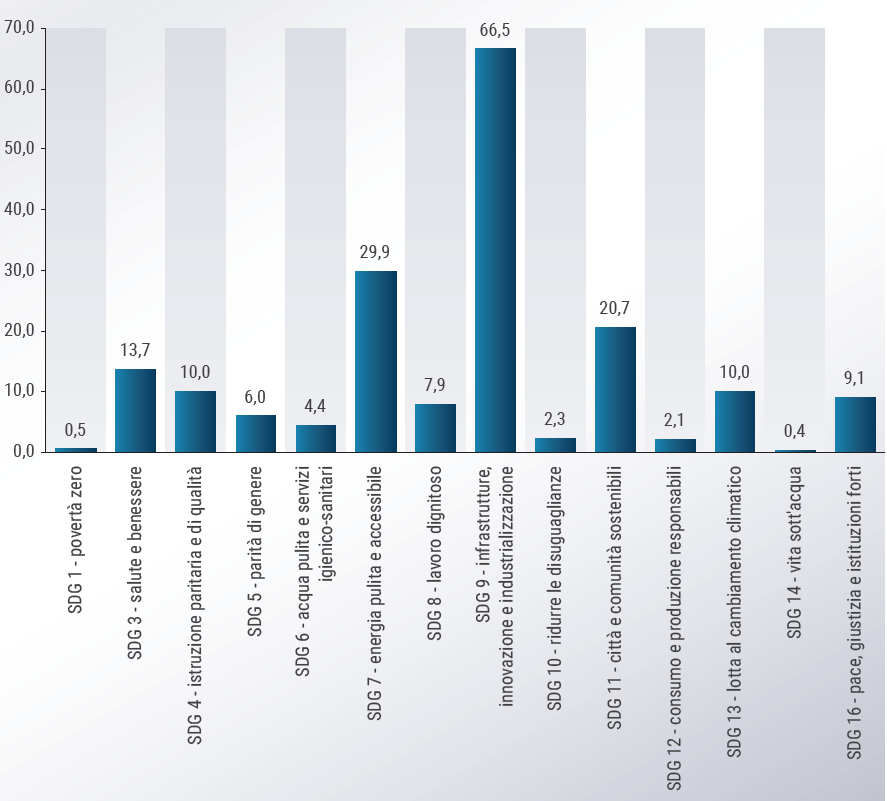 70,0
60,0
50,0
40,0
30,0
20,0
10,0
0,0
0,5
13,7
10,0
6,0
4,4
29,9
7,9
66,5
2,3
20,7
2,1
10,0
0,4
9,1
SDG 1 - povertà zero
SDG 3 - salute e benessere
SDG 4 - istruzione paritaria e di qualità
SDG 5 - parità di genere
SDG 6 - acqua pulita e servizi
igienico-sanitari
SDG 7 - energia pulita e accessibile
SDG 8 - lavoro dignitoso
SDG 9 - infrastrutture,
innovazione e industrializzazione
SDG 10 - ridurre le disuguaglianze
SDG 11 - città e comunità sostenibili
SDG 12 - consumo e produzione responsabili
SDG 13 - lotta al cambiamento climatico
SDG 14 - vita sott'acqua
SDG 16 - pace, giustizia e istituzioni forti